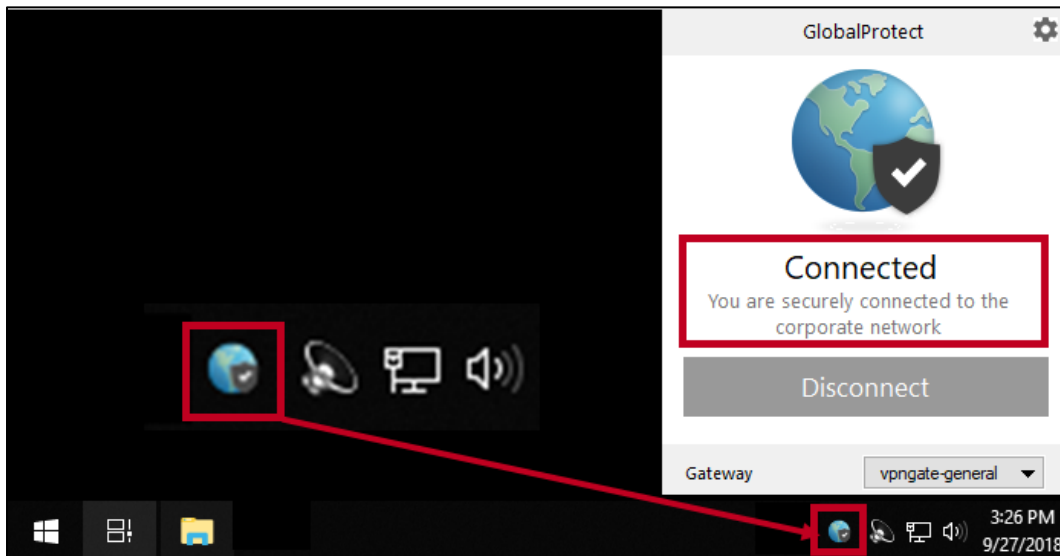 GlobalProtect
Connected
You are securely connected to the
corporate network
Disconnect
Gateway
vpngate-general
3:26 PM
9/27/2018